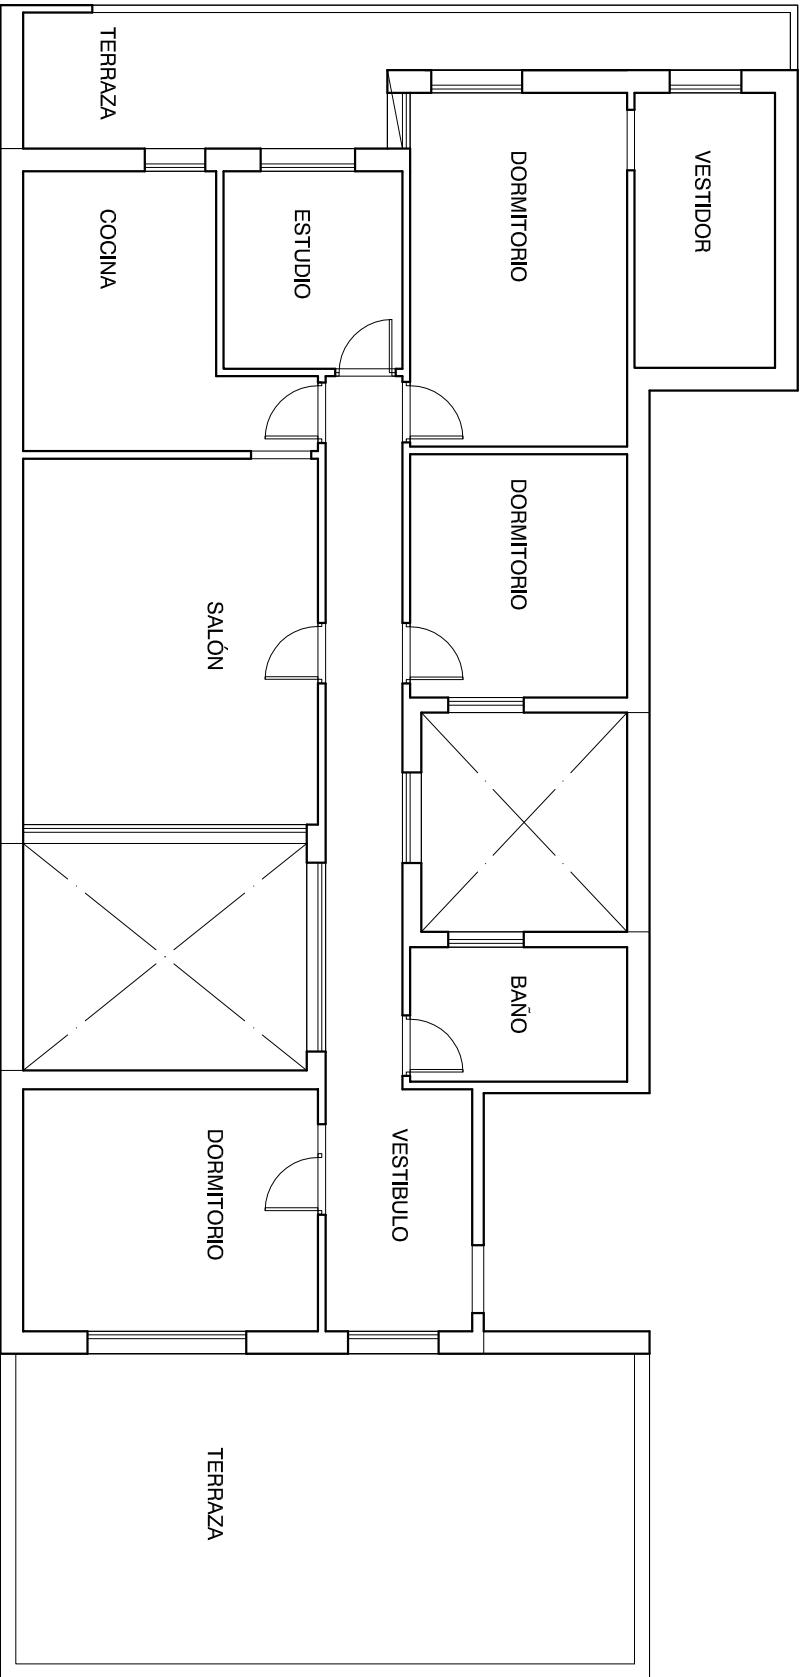 TERRAZA
VESTIDOR
DORMITORIO
ESTUDIO
COCINA
DORMITORIO
SALÓN
BAÑO
VESTIBULO
DORMITORIO
TERRAZA